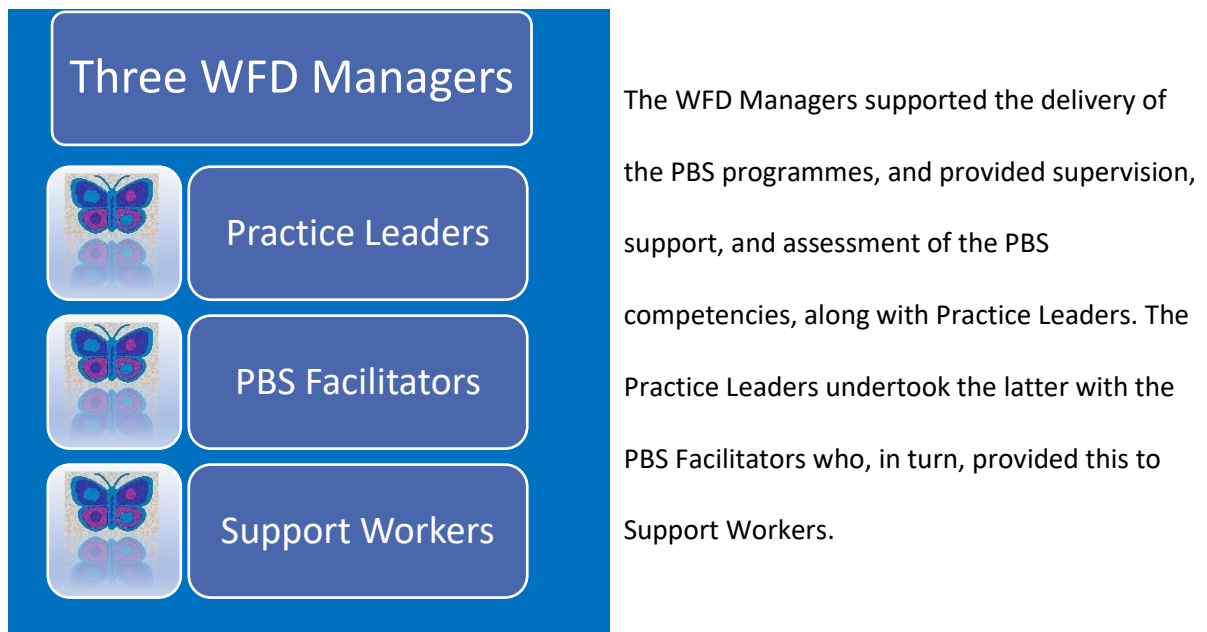 Three WFD Managers
Practice Leaders
PBS Facilitators
Support Workers
The WFD Managers supported the delivery of
the PBS programmes, and provided supervision,
support, and assessment of the PBS
competencies, along with Practice Leaders. The
Practice Leaders undertook the latter with the
PBS Facilitators who, in turn, provided this to
Support Workers.